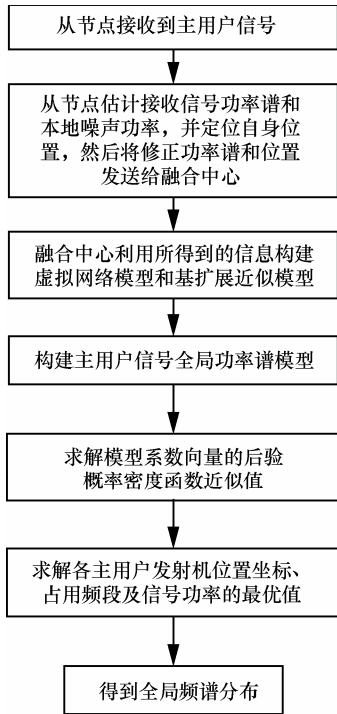 从节点接收到主用户信号
从节点估计接收信号功率谱和
本地噪声功率，并定位自身位
置，然后将修正功率谱和位置
发送给融合中心
融合中心利用所得到的信息构建
虚拟网络模型和基扩展近似模型
构建主用户信号全局功率谱模型
求解模型系数向量的后验
概率密度函数近似值
求解各主用户发射机位置坐标、
占用频段及信号功率的最优值
得到全局频谱分布